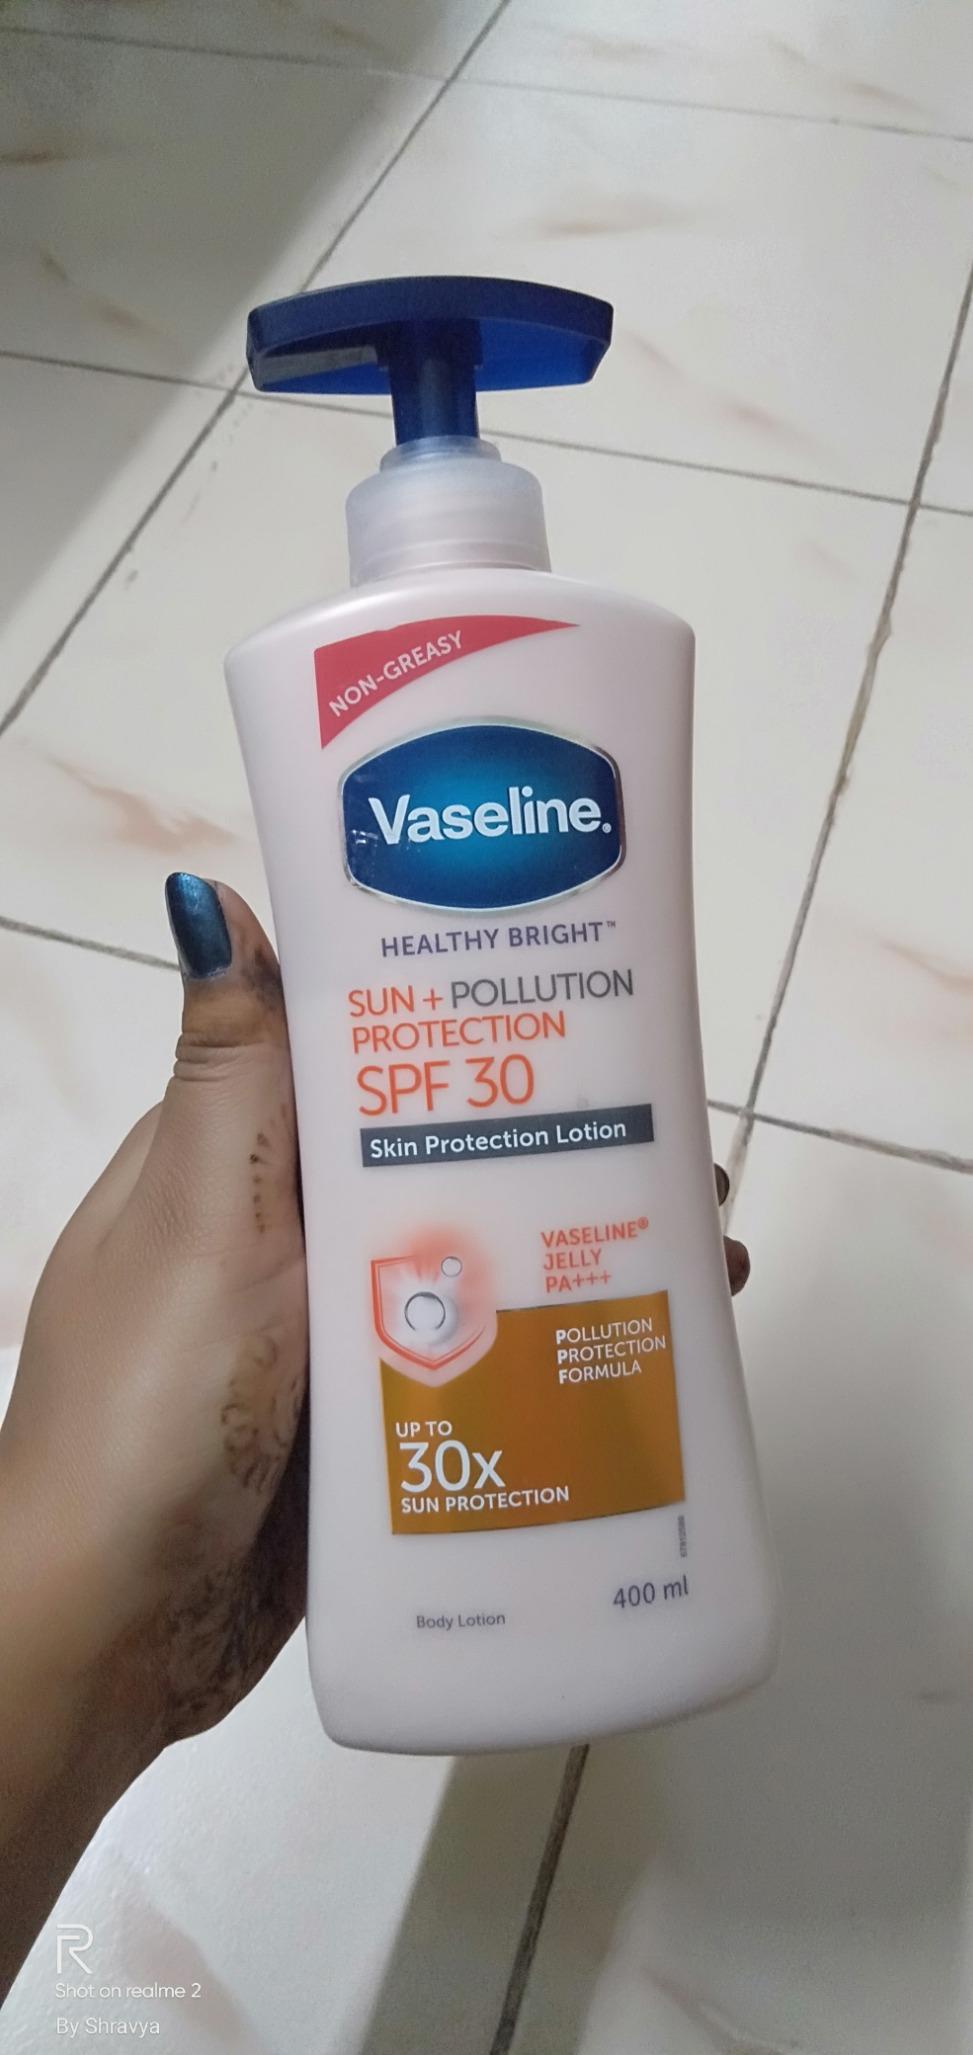 NON-GREASY
Vaseline.
HEALTHY BRIGHT™
SUN + POLLUTION
PROTECTION
SPF 30
Skin Protection Lotion
VASELINE®
JELLY
PA+++
POLLUTION
PROTECTION
FORMULA
UP TO
30x
SUN PROTECTION
400 ml
Body Lotion
R
Shot on realme 2
By Shravya